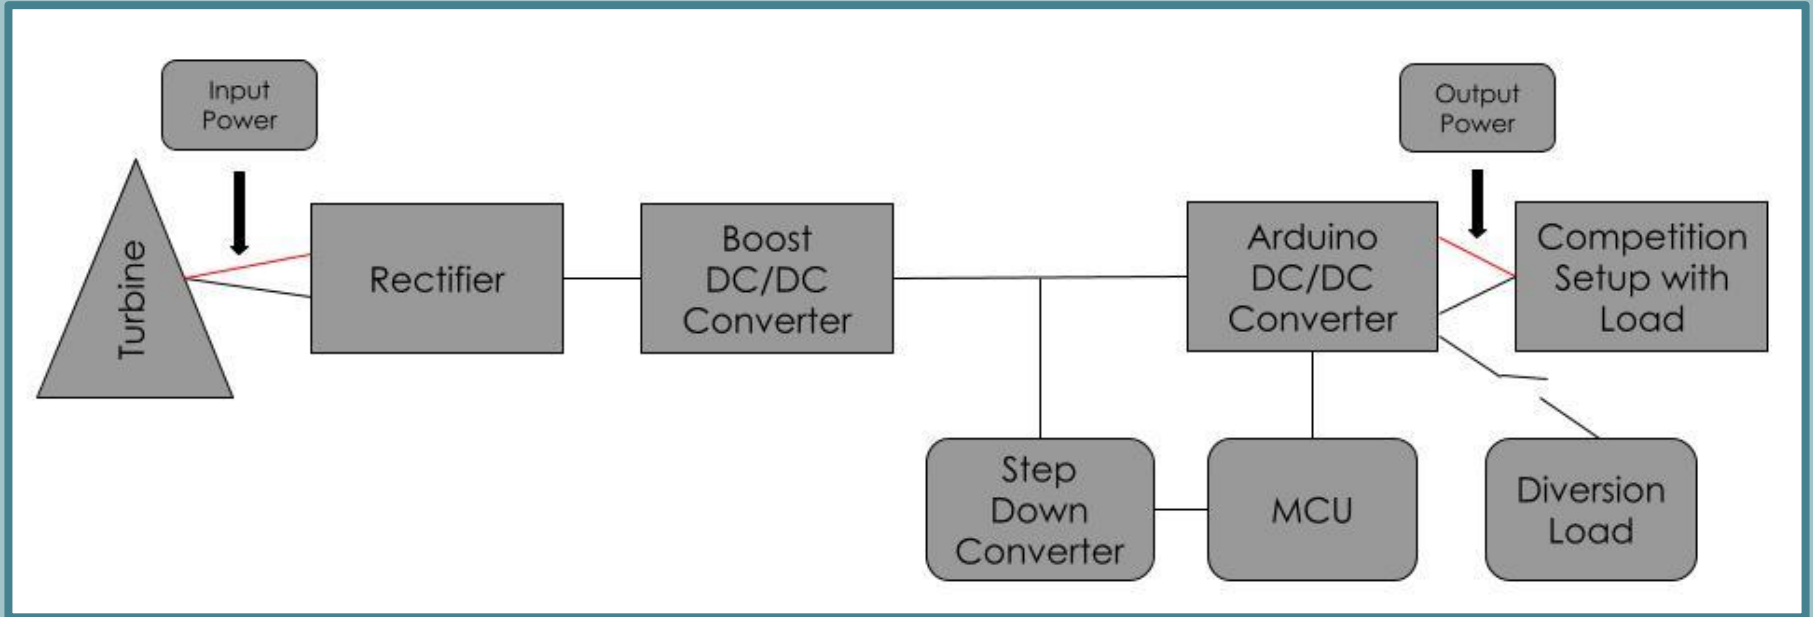 Input
Power
Output
Power
Turbine
Rectifier
Boost
DC/DC
Converter
Arduino
DC/DC
Converter
Competition
Setup with
Load
Step
Down
Converter
MCU
Diversion
Load